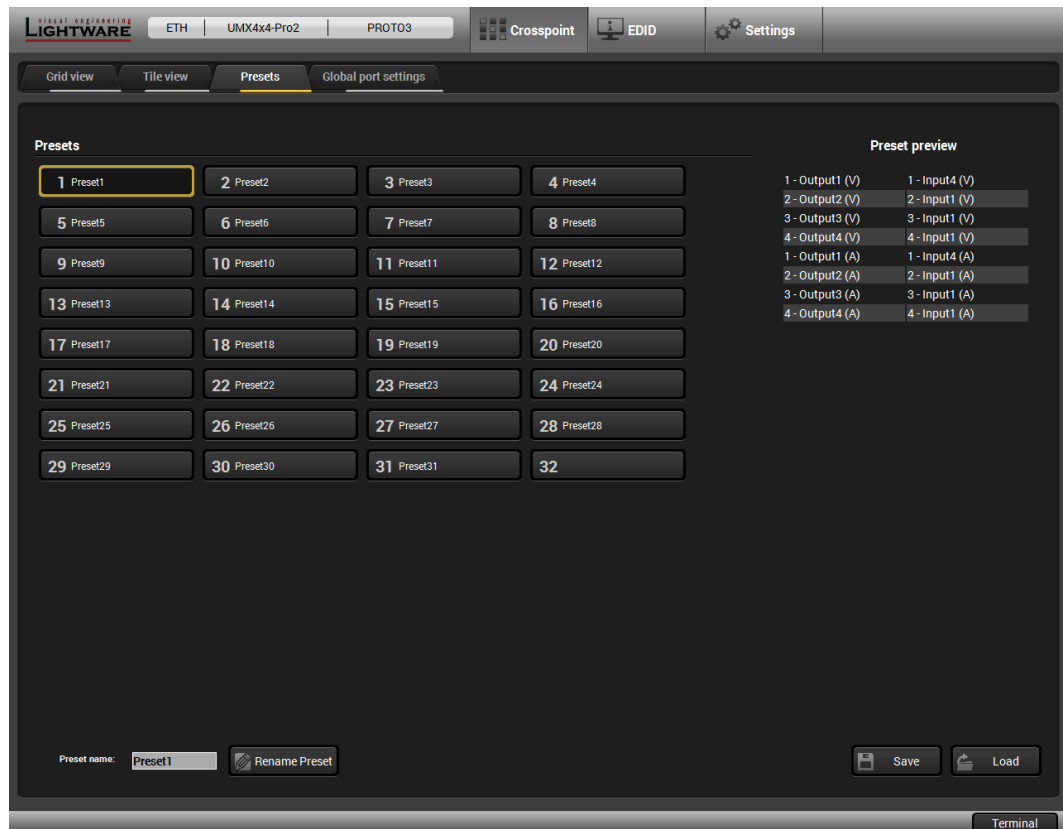 visual engineering
LIGHTWARE
ETH | UMX4x4-Pro2 | PROTO3
Crosspoint
EDID
Settings
Grid view Tile view Presets Global port settings
Presets
Preset preview
1 Preset1 2 Preset2 3 Preset3 4 Preset4
5 Preset5 6 Preset6 7 Preset7 8 Preset8
9 Preset9 10 Preset10 11 Preset11 12 Preset12
13 Preset13 14 Preset14 15 Preset15 16 Preset16
17 Preset17 18 Preset18 19 Preset19 20 Preset20
21 Preset21 22 Preset22 23 Preset23 24 Preset24
25 Preset25 26 Preset26 27 Preset27 28 Preset28
29 Preset29 30 Preset30 31 Preset31 32
1 - Output1 (V) 1 - Input4 (V)
2 - Output2 (V) 2 - Input1 (V)
3 - Output3 (V) 3 - Input1 (V)
4 - Output4 (V) 4 - Input1 (V)
1 - Output1 (A) 1 - Input4 (A)
2 - Output2 (A) 2 - Input1 (A)
3 - Output3 (A) 3 - Input1 (A)
4 - Output4 (A) 4 - Input1 (A)
Preset name: Preset1 Rename Preset
Save Load
Terminal